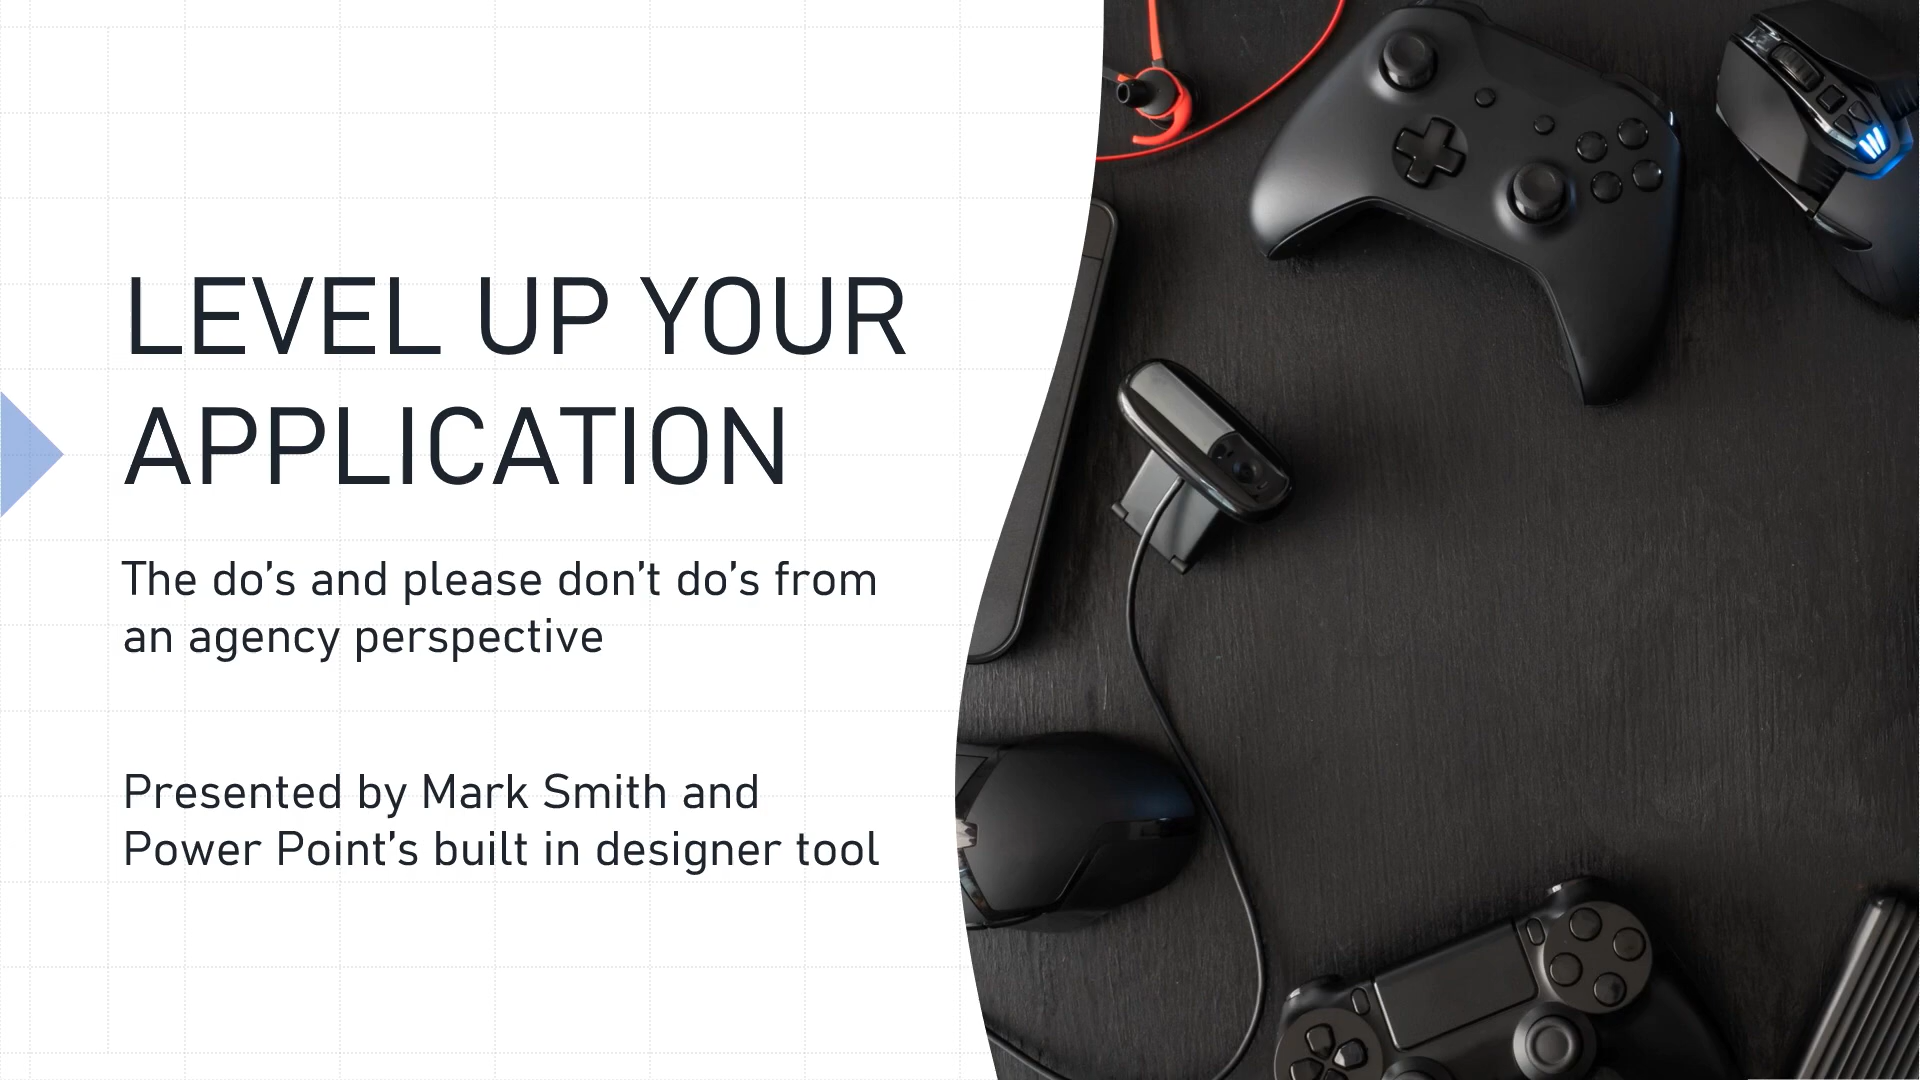 LEVEL UP YOUR
APPLICATION
The do’s and please don’t do’s from
an agency perspective
Presented by Mark Smith and
Power Point’s built in designer tool